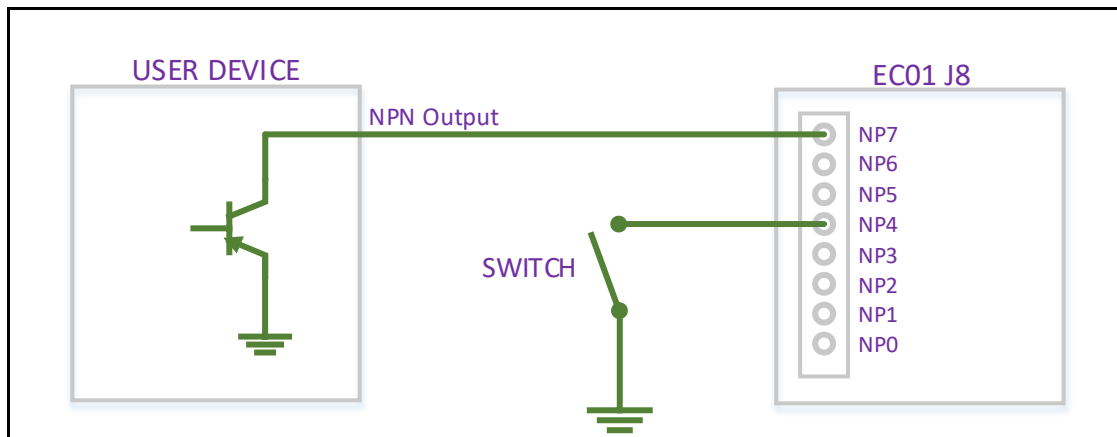 USER DEVICE
EC01 J8
NPN Output
NP7
NP6
NP5
NP4
NP3
NP2
NP1
NP0
SWITCH